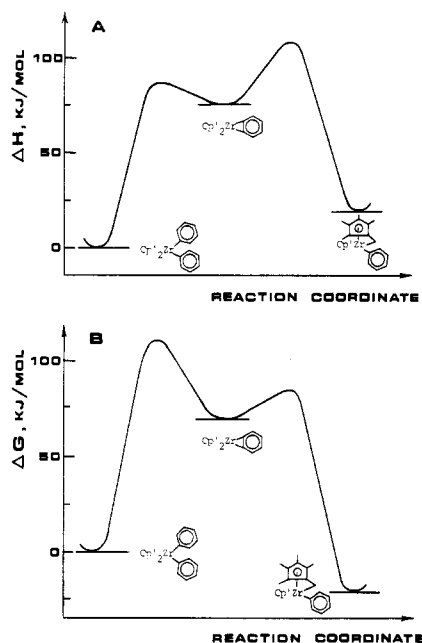 A
ΔH, KJ/MOL
100
50
0
Cp'₂Zr
Cp'₂Zr
Cp'Zr
REACTION COORDINATE
B
ΔG, KJ/MOL
100
50
0
Cp'₂Zr
Cp'₂Zr
Cp'Zr
REACTION COORDINATE